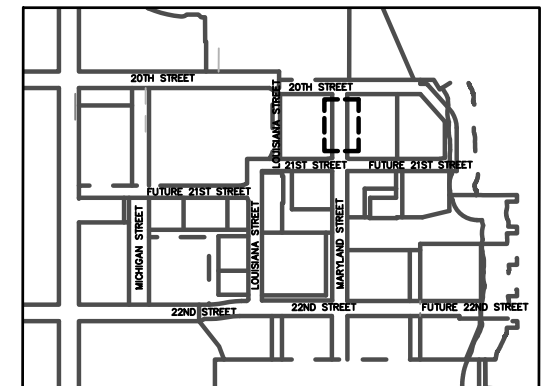 20TH STREET
20TH STREET
LOUISIANA STREET
21ST STREET
FUTURE 21ST STREET
FUTURE 21ST STREET
MICHIGAN STREET
LOUISIANA STREET
MARYLAND STREET
22ND STREET
22ND STREET
FUTURE 22ND STREET